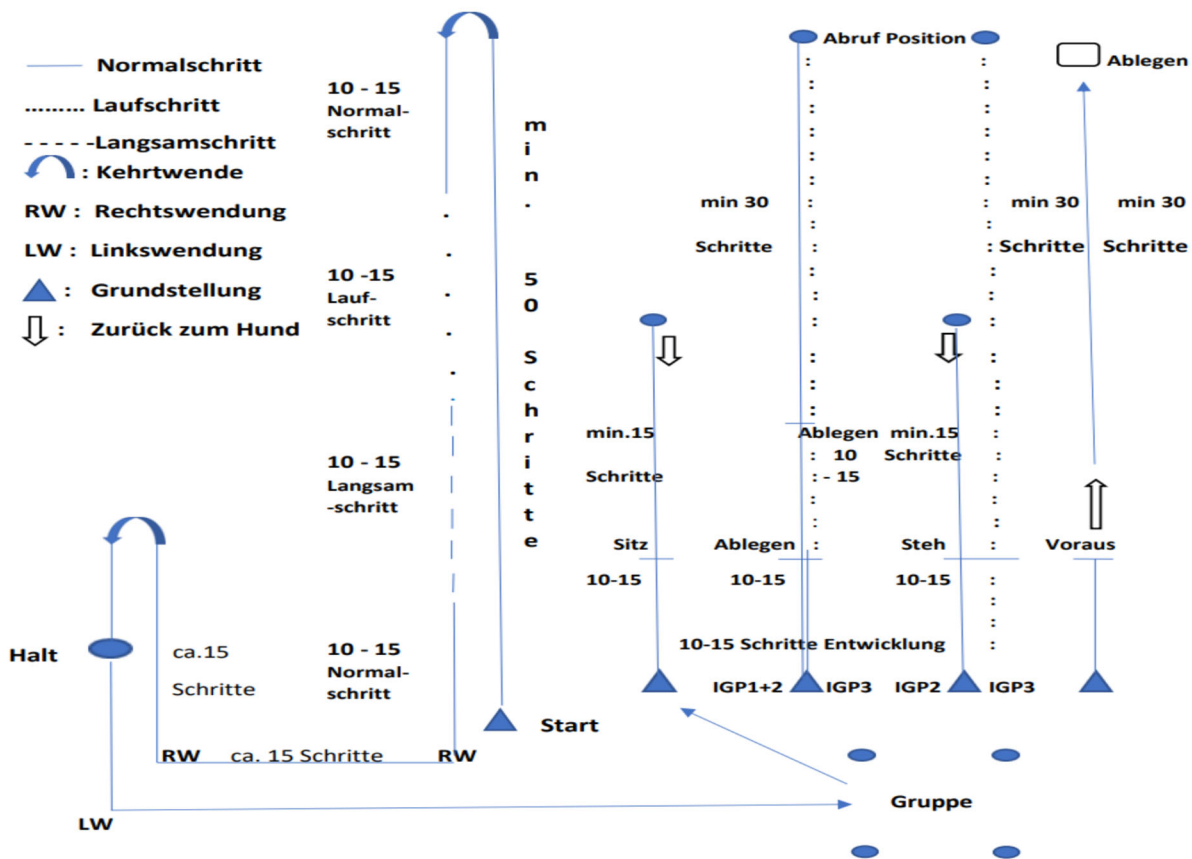 Normalschritt
......... Laufschritt
- - - - -Langsamschritt
: Kehrtwende
RW : Rechtswendung
LW : Linkswendung
: Grundstellung
: Zurück zum Hund
10 - 15
Normal-
schritt
10 -15
Lauf-
schritt
10 - 15
Langsam
-schritt
10 - 15
Normal-
schritt
min. 50 Schritte
Halt
ca.15
Schritte
Start
RW ca. 15 Schritte RW
LW
Abruf Position
Ablegen
min 30
Schritte
min 30
Schritte
min 30
Schritte
min.15
Schritte
Ablegen
10
- 15
min.15
Schritte
Sitz
Ablegen
Steh
Voraus
10-15
10-15
10-15
10-15 Schritte Entwicklung
IGP1+2
IGP3
IGP2
IGP3
Gruppe